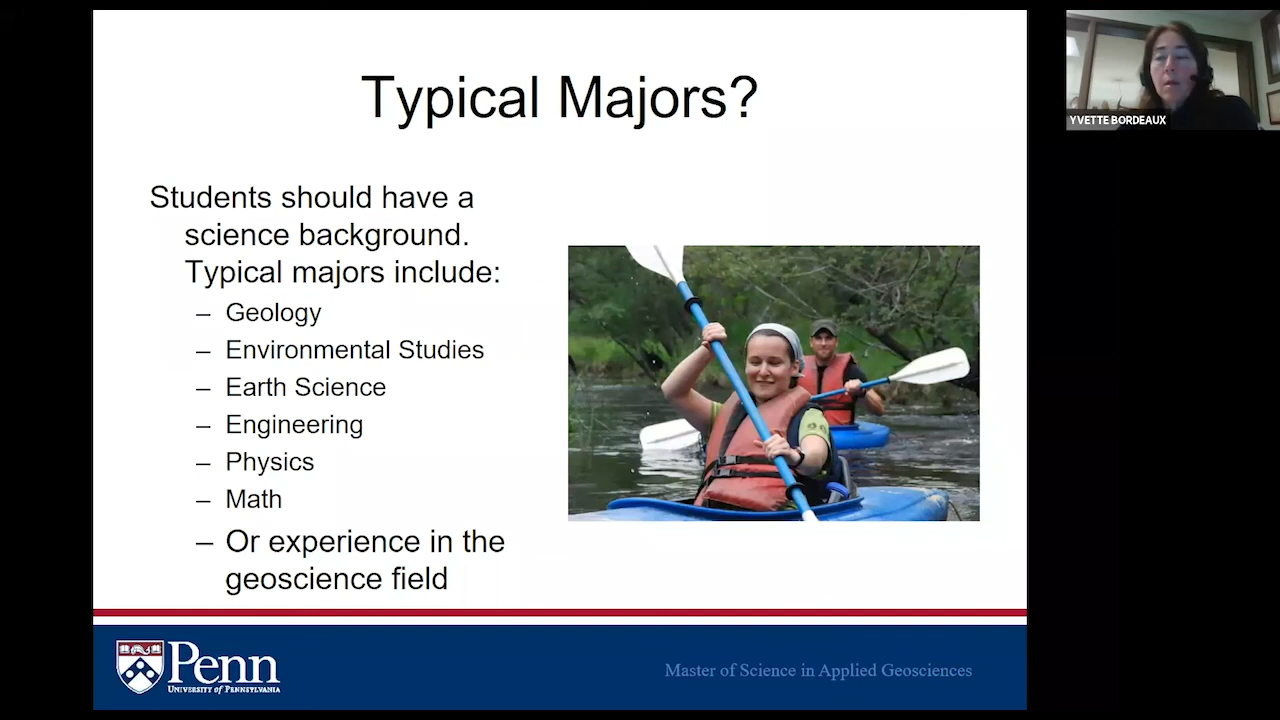 Typical Majors?
Students should have a
science background.
Typical majors include:
– Geology
– Environmental Studies
– Earth Science
– Engineering
– Physics
– Math
– Or experience in the
geoscience field
Penn
UNIVERSITY of PENNSYLVANIA
Master of Science in Applied Geosciences
YVETTE BORDEAUX